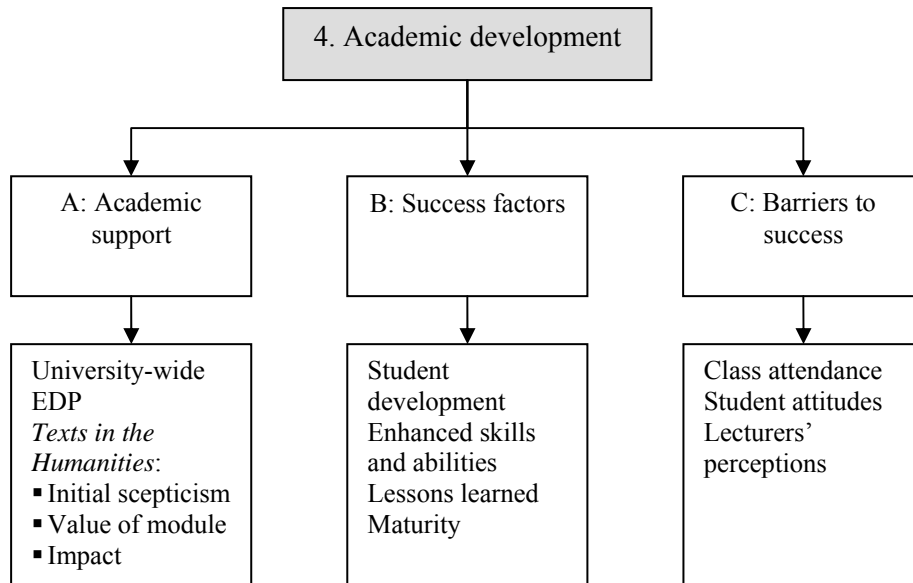 4. Academic development
A: Academic
support
B: Success factors
C: Barriers to
success
University-wide
EDP
Texts in the
Humanities:
▪ Initial scepticism
▪ Value of module
▪ Impact
Student
development
Enhanced skills
and abilities
Lessons learned
Maturity
Class attendance
Student attitudes
Lecturers’
perceptions